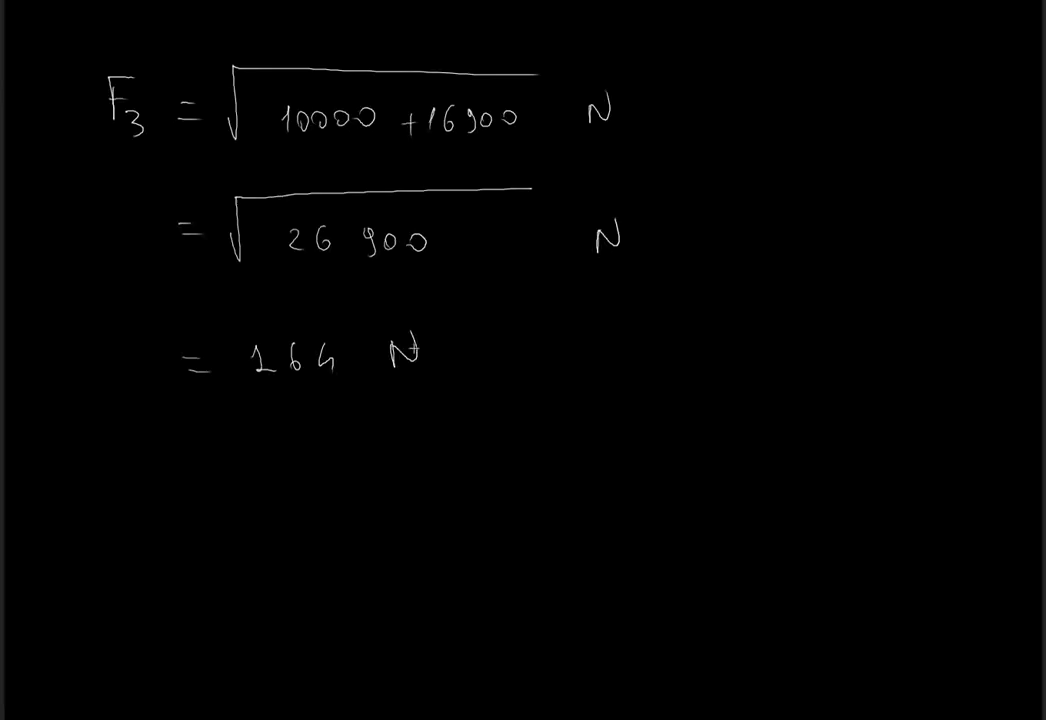 F₃ = √10000 + 16900 N
= √26 900 N
= 164 N